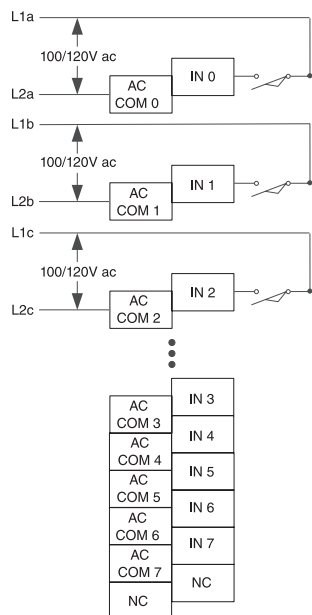 L1a
100/120V ac
L2a
AC
COM 0
IN 0
L1b
100/120V ac
L2b
AC
COM 1
IN 1
L1c
100/120V ac
L2c
AC
COM 2
IN 2
AC
COM 3
IN 3
AC
COM 4
IN 4
AC
COM 5
IN 5
AC
COM 6
IN 6
AC
COM 7
IN 7
NC
NC